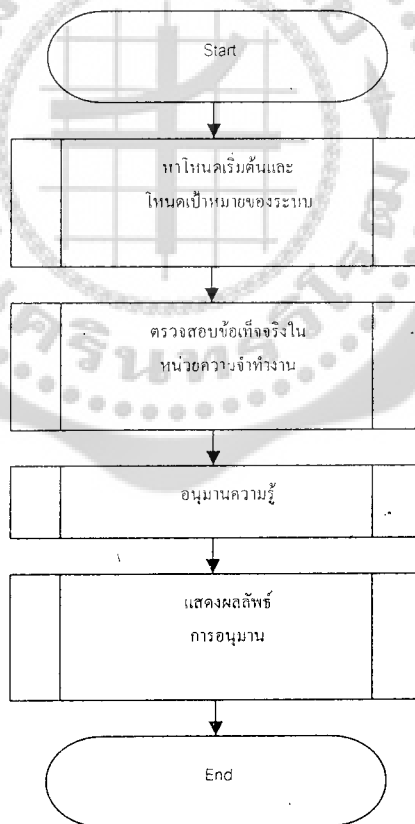 Start
หาโหนดเริ่มต้นและ
โหนดเป้าหมายของระบบ
ตรวจสอบข้อเท็จจริงใน
หน่วยความจำทำงาน
อนุมานความรู้
แสดงผลลัพธ์
การอนุมาน
End